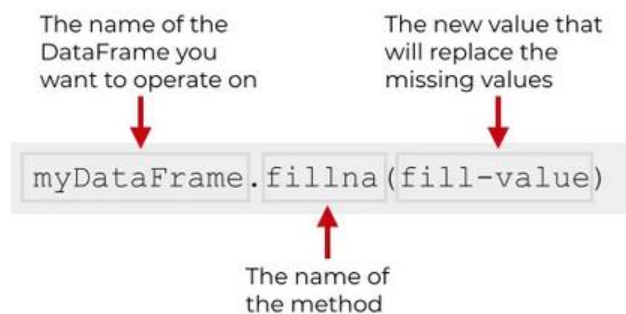 The name of the
DataFrame you
want to operate on
The new value that
will replace the
missing values
myDataFrame.fillna(fill-value)
The name of
the method